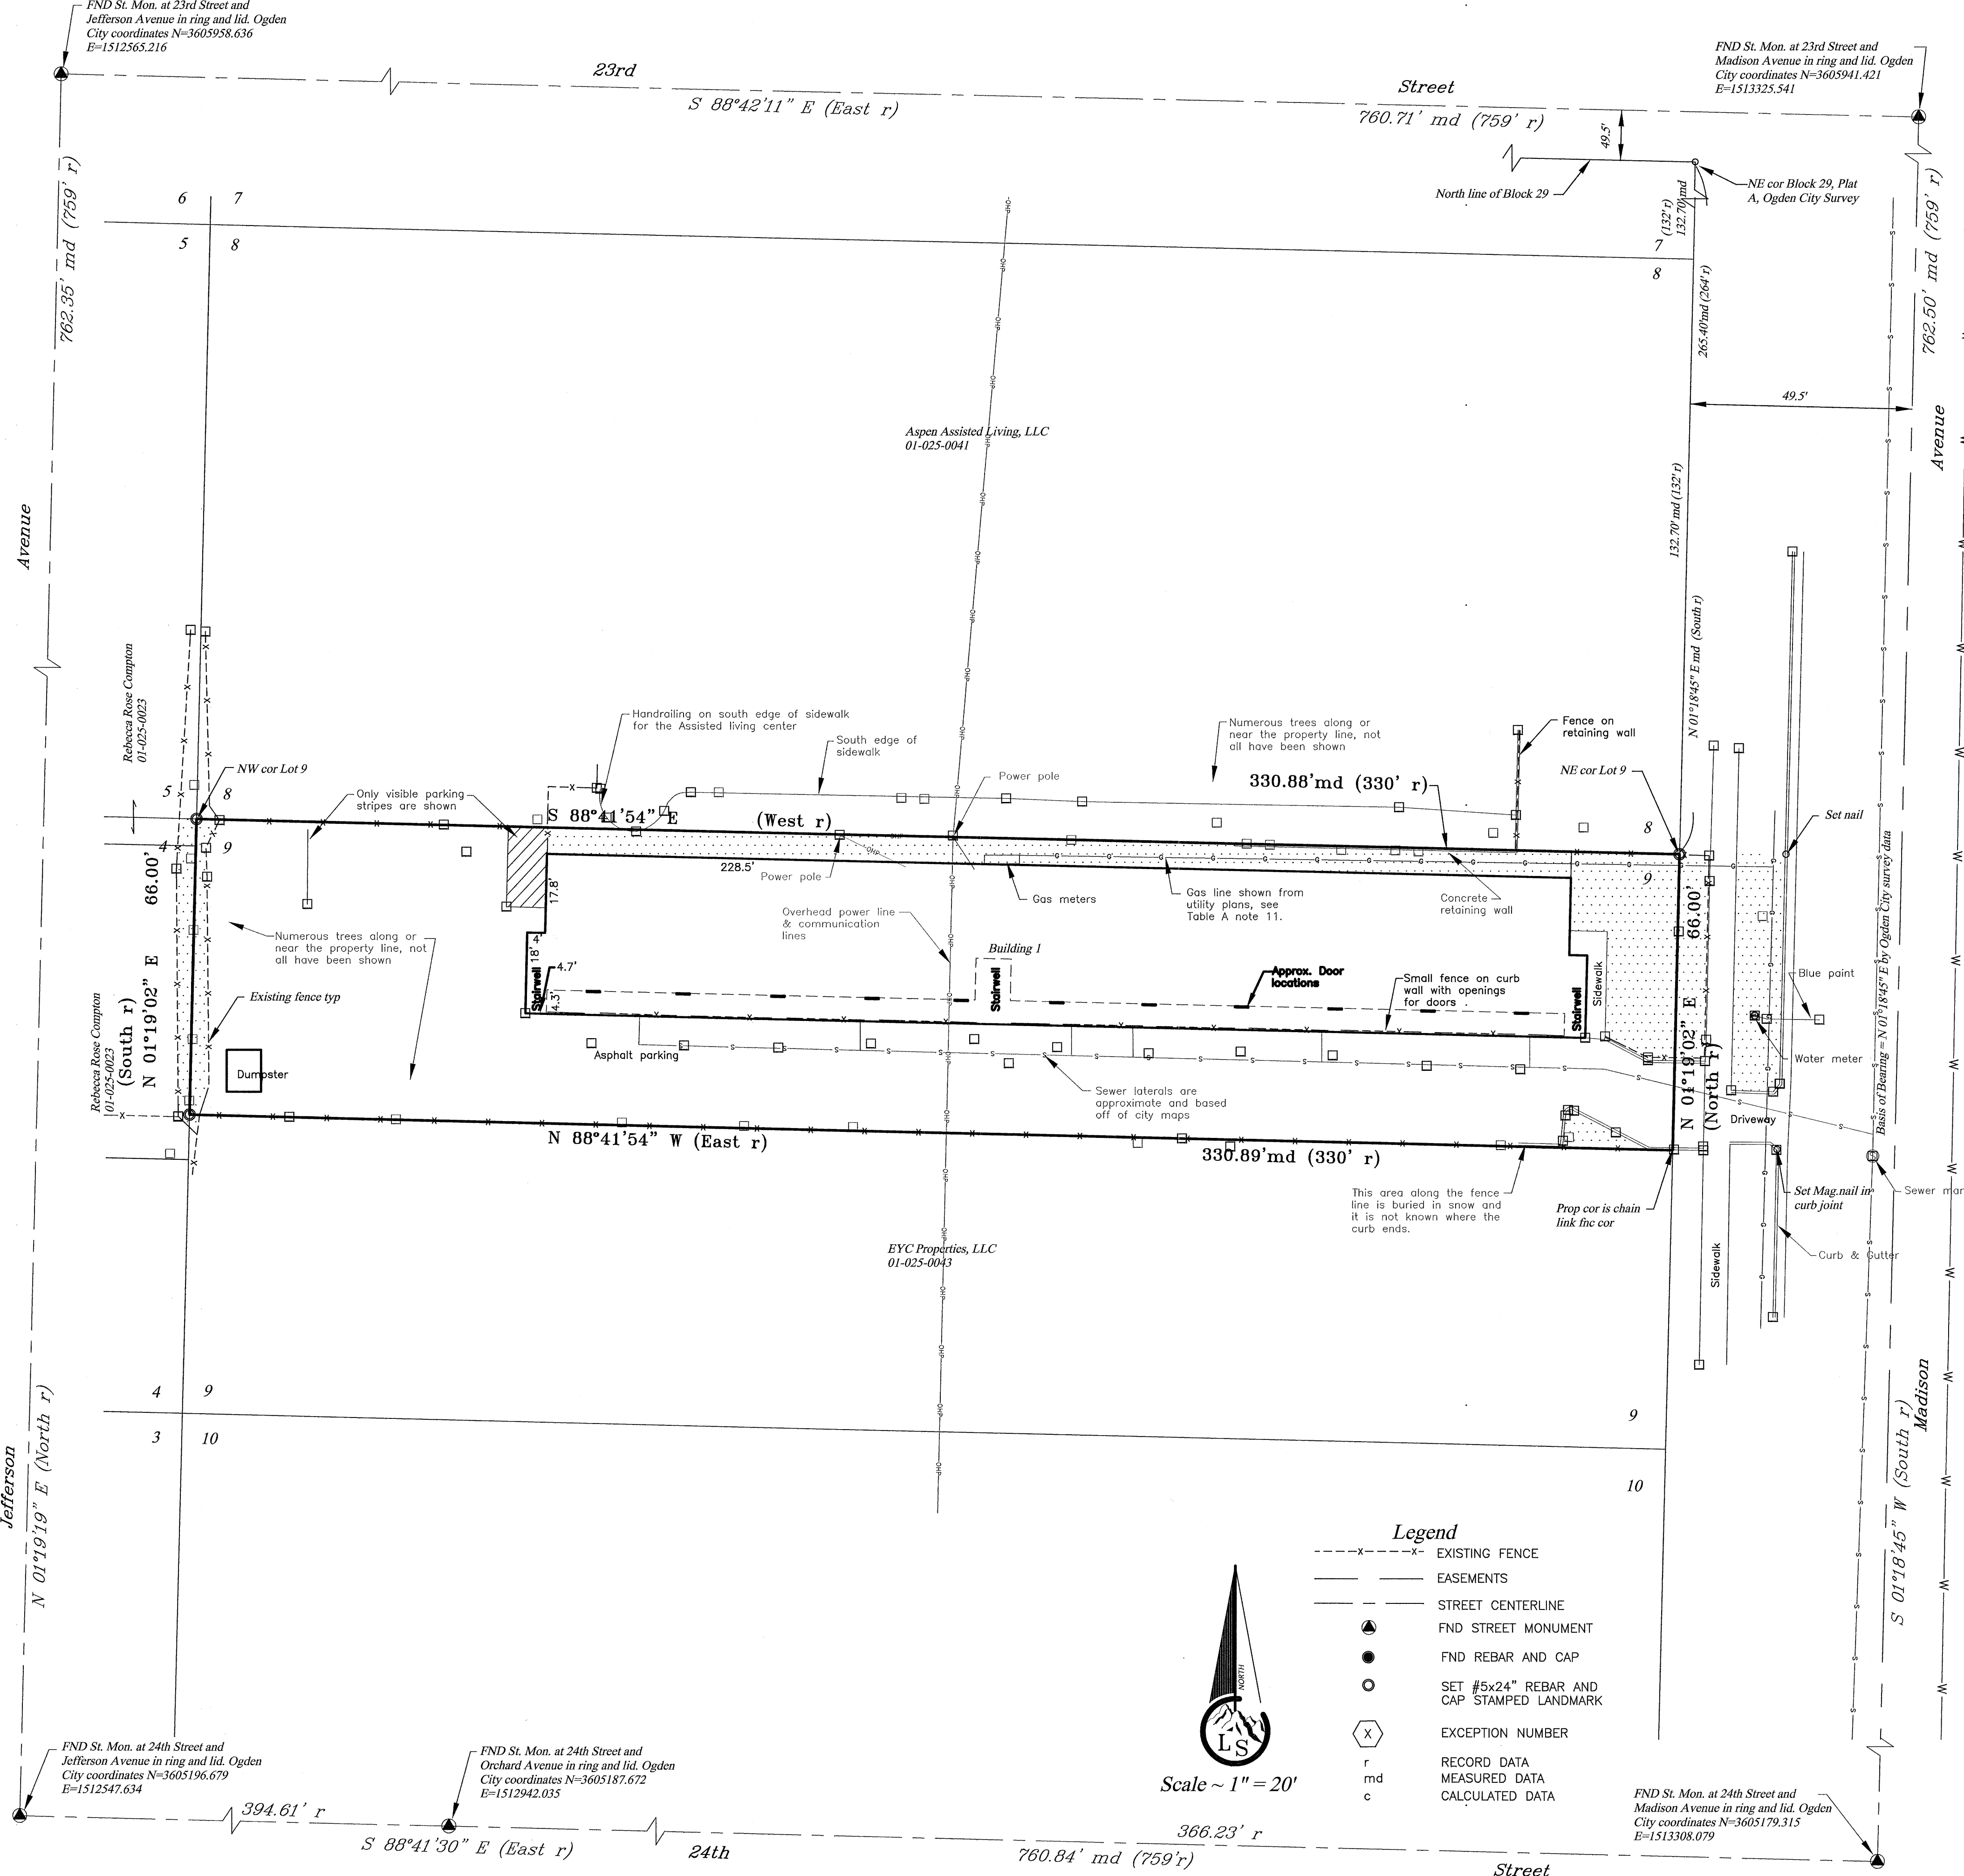 FND St. Mon. at 23rd Street and
Jefferson Avenue in ring and lid. Ogden
City coordinates N=3605958.636
E=1512565.216
FND St. Mon. at 23rd Street and
Madison Avenue in ring and lid. Ogden
City coordinates N=3605941.421
E=1513325.541
23rd
Street
S 88°42'11" E (East r)
760.71' md (759' r)
49.5'
North line of Block 29
NE cor Block 29, Plat
A, Ogden City Survey
762.35' md (759' r)
762.50' md (759' r)
6
7
5
8
7
8
(132' r)
132.70' md
265.40'md (264' r)
49.5'
Avenue
Avenue
Aspen Assisted Living, LLC
01-025-0041
132.70' md (132' r)
N 01°18'45" E md (South r)
Rebecca Rose Compton
01-025-0023
Handrailing on south edge of sidewalk
for the Assisted living center
South edge of
sidewalk
Numerous trees along or
near the property line, not
all have been shown
Fence on
retaining wall
NW cor Lot 9
Power pole
330.88'md (330' r)
NE cor Lot 9
5
8
Only visible parking
stripes are shown
S 88°41'54" E
(West r)
8
Set nail
4
9
66.00'
228.5'
17.8'
Power pole
Gas meters
Gas line shown from
utility plans, see
Table A note 11.
Concrete
retaining wall
9
66.00'
Overhead power line
& communication
lines
Numerous trees along or
near the property line, not
all have been shown
4'
18'
4.7'
4.3'
Stairwell
Building 1
Stairwell
Approx. Door
locations
Small fence on curb
wall with openings
for doors
Stairwell
Sidewalk
Blue paint
Existing fence typ
N 01°19'02" E
(South r)
Rebecca Rose Compton
01-025-0023
N 01°19'02" E
(North r)
Water meter
Basis of Bearing = N 01°18'45" E by Ogden City survey data
Dumpster
Asphalt parking
Sewer laterals are
approximate and based
off of city maps
Driveway
N 88°41'54" W (East r)
330.89'md (330' r)
This area along the fence
line is buried in snow and
it is not known where the
curb ends.
Prop cor is chain
link fnc cor
Set Mag.nail in
curb joint
Sewer man
Curb & Gutter
Sidewalk
EYC Properties, LLC
01-025-0043
4
9
3
10
9
10
Jefferson
N 01°19'19" E (North r)
Madison
S 01°18'45" W (South r)
Legend
EXISTING FENCE
EASEMENTS
STREET CENTERLINE
FND STREET MONUMENT
FND REBAR AND CAP
SET #5x24" REBAR AND
CAP STAMPED LANDMARK
X EXCEPTION NUMBER
r RECORD DATA
md MEASURED DATA
c CALCULATED DATA
NORTH
LS
Scale ~ 1" = 20'
FND St. Mon. at 24th Street and
Jefferson Avenue in ring and lid. Ogden
City coordinates N=3605196.679
E=1512547.634
FND St. Mon. at 24th Street and
Orchard Avenue in ring and lid. Ogden
City coordinates N=3605187.672
E=1512942.035
FND St. Mon. at 24th Street and
Madison Avenue in ring and lid. Ogden
City coordinates N=3605179.315
E=1513308.079
394.61' r
366.23' r
S 88°41'30" E (East r)
24th
760.84' md (759'r)
Street